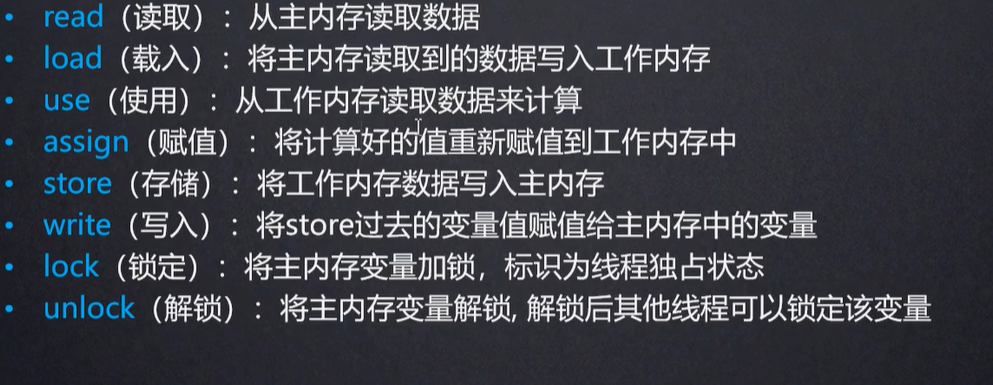 • read（读取）：从主内存读取数据
• load（载入）：将主内存读取到的数据写入工作内存
• use（使用）：从工作内存读取数据来计算
• assign（赋值）：将计算好的值重新赋值到工作内存中
• store（存储）：将工作内存数据写入主内存
• write（写入）：将store过去的变量值赋值给主内存中的变量
• lock（锁定）：将主内存变量加锁，标识为线程独占状态
• unlock（解锁）：将主内存变量解锁, 解锁后其他线程可以锁定该变量